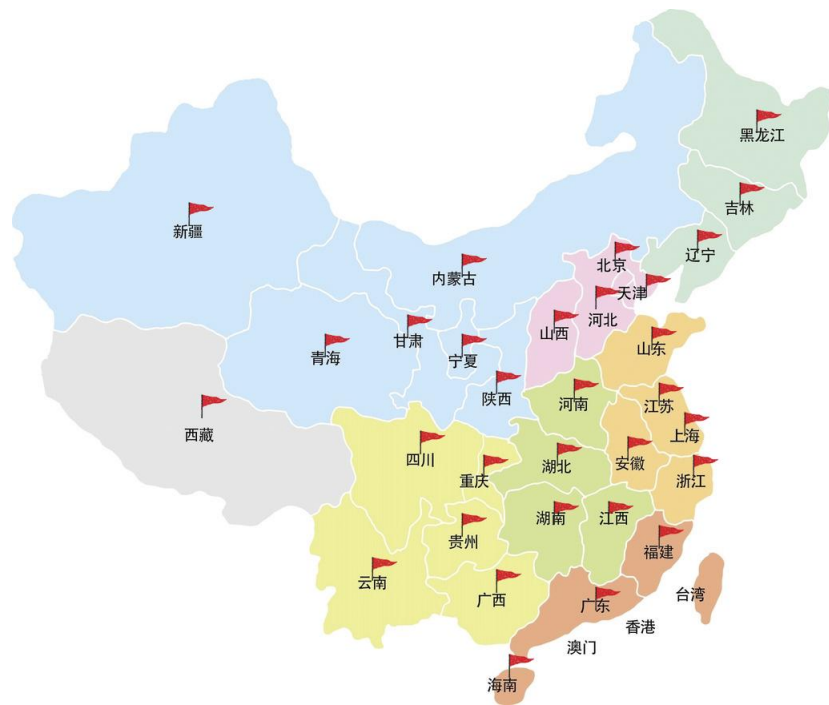 黑龙江
吉林
新疆
辽宁
北京
内蒙古
天津
河北
山西
甘肃
山东
宁夏
青海
陕西
河南
江苏
西藏
上海
四川
湖北
安徽
重庆
浙江
湖南
江西
贵州
福建
云南
台湾
广西
广东
香港
澳门
海南